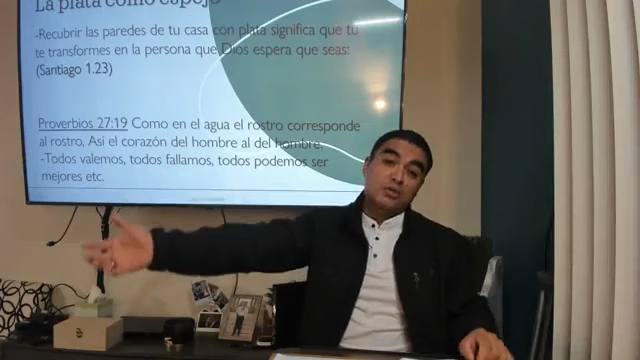 La plata como espejo
-Recubrir las paredes de tu casa con plata significa que tu
te transformes en la persona que Dios espera que seas:
(Santiago 1.23)
Proverbios 27:19 Como en el agua el rostro corresponde
al rostro, Así el corazón del hombre al del hombre.
-Todos valemos, todos fallamos, todos podemos ser
mejores etc.